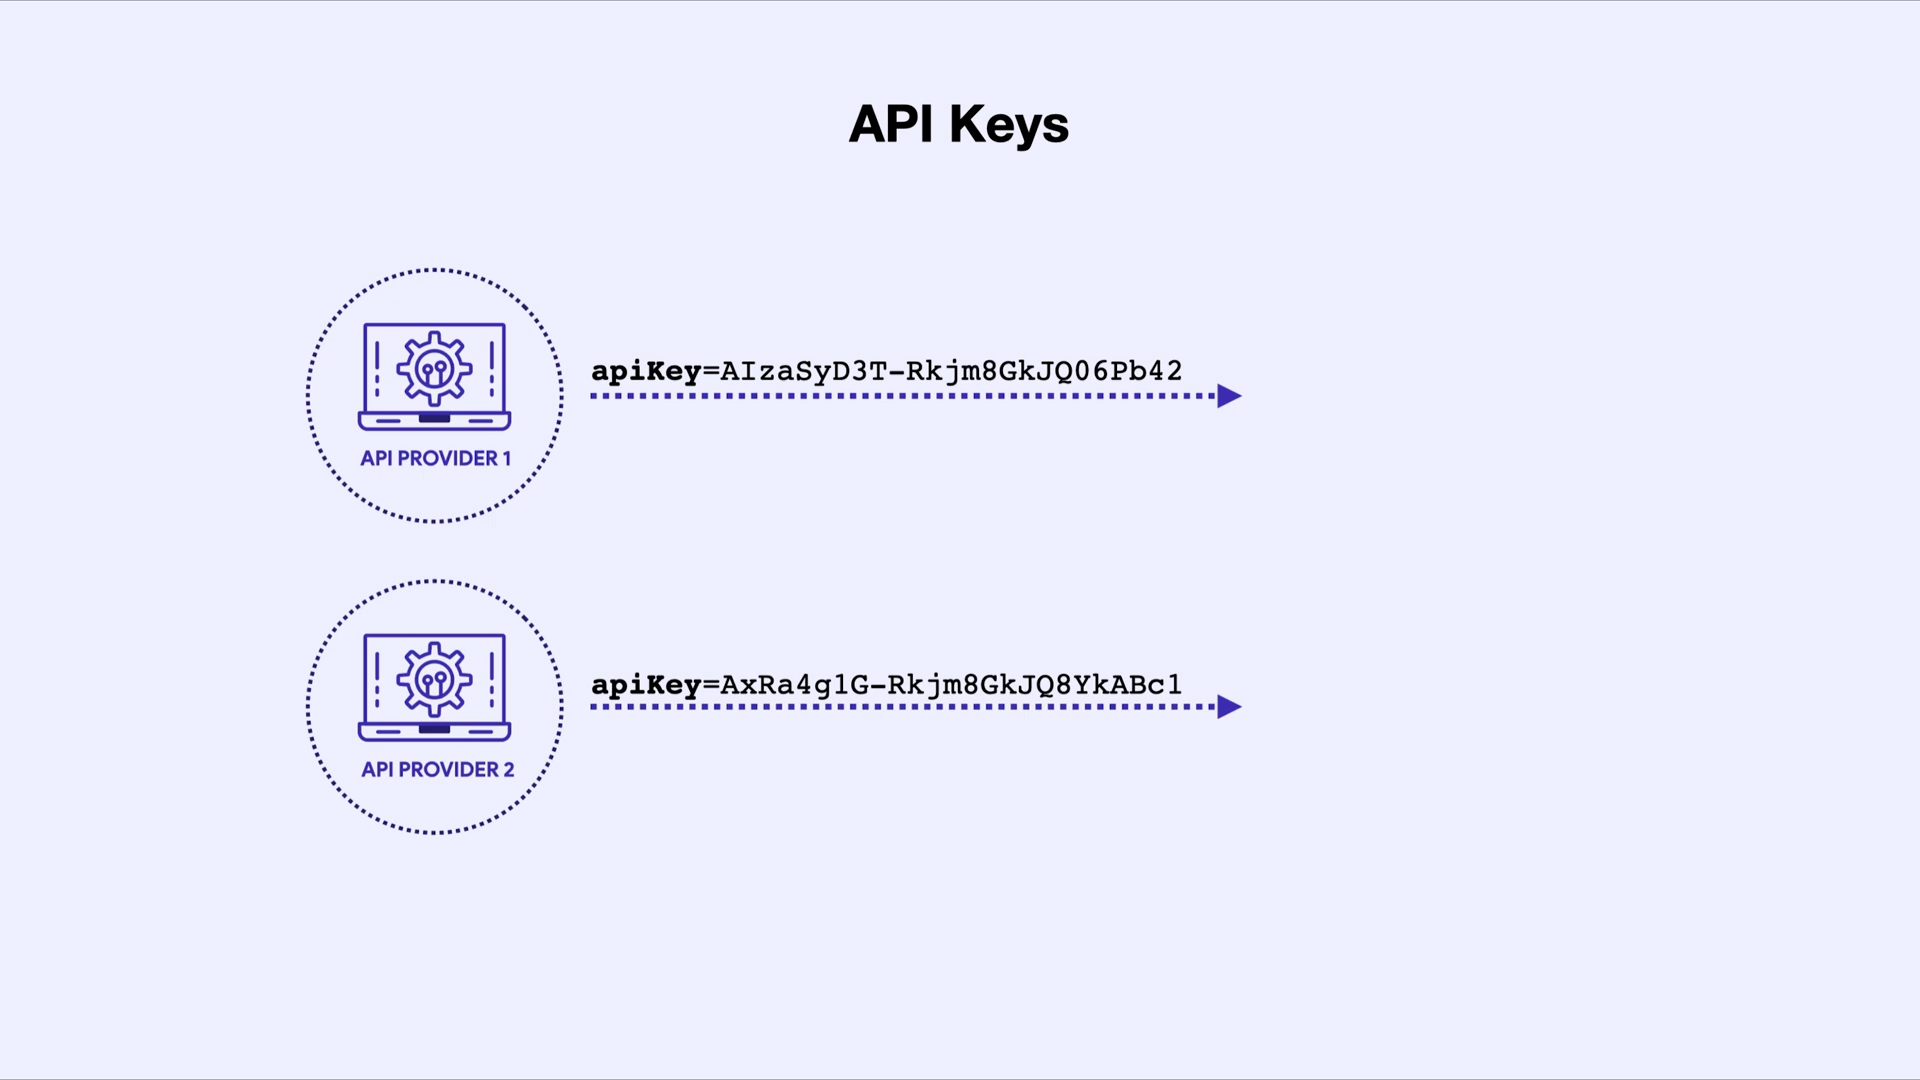 API Keys
apiKey=AIzaSyD3T-Rkjm8GkJQ06Pb42
API PROVIDER 1
apiKey=AxRa4g1G-Rkjm8GkJQ8YkABc1
API PROVIDER 2